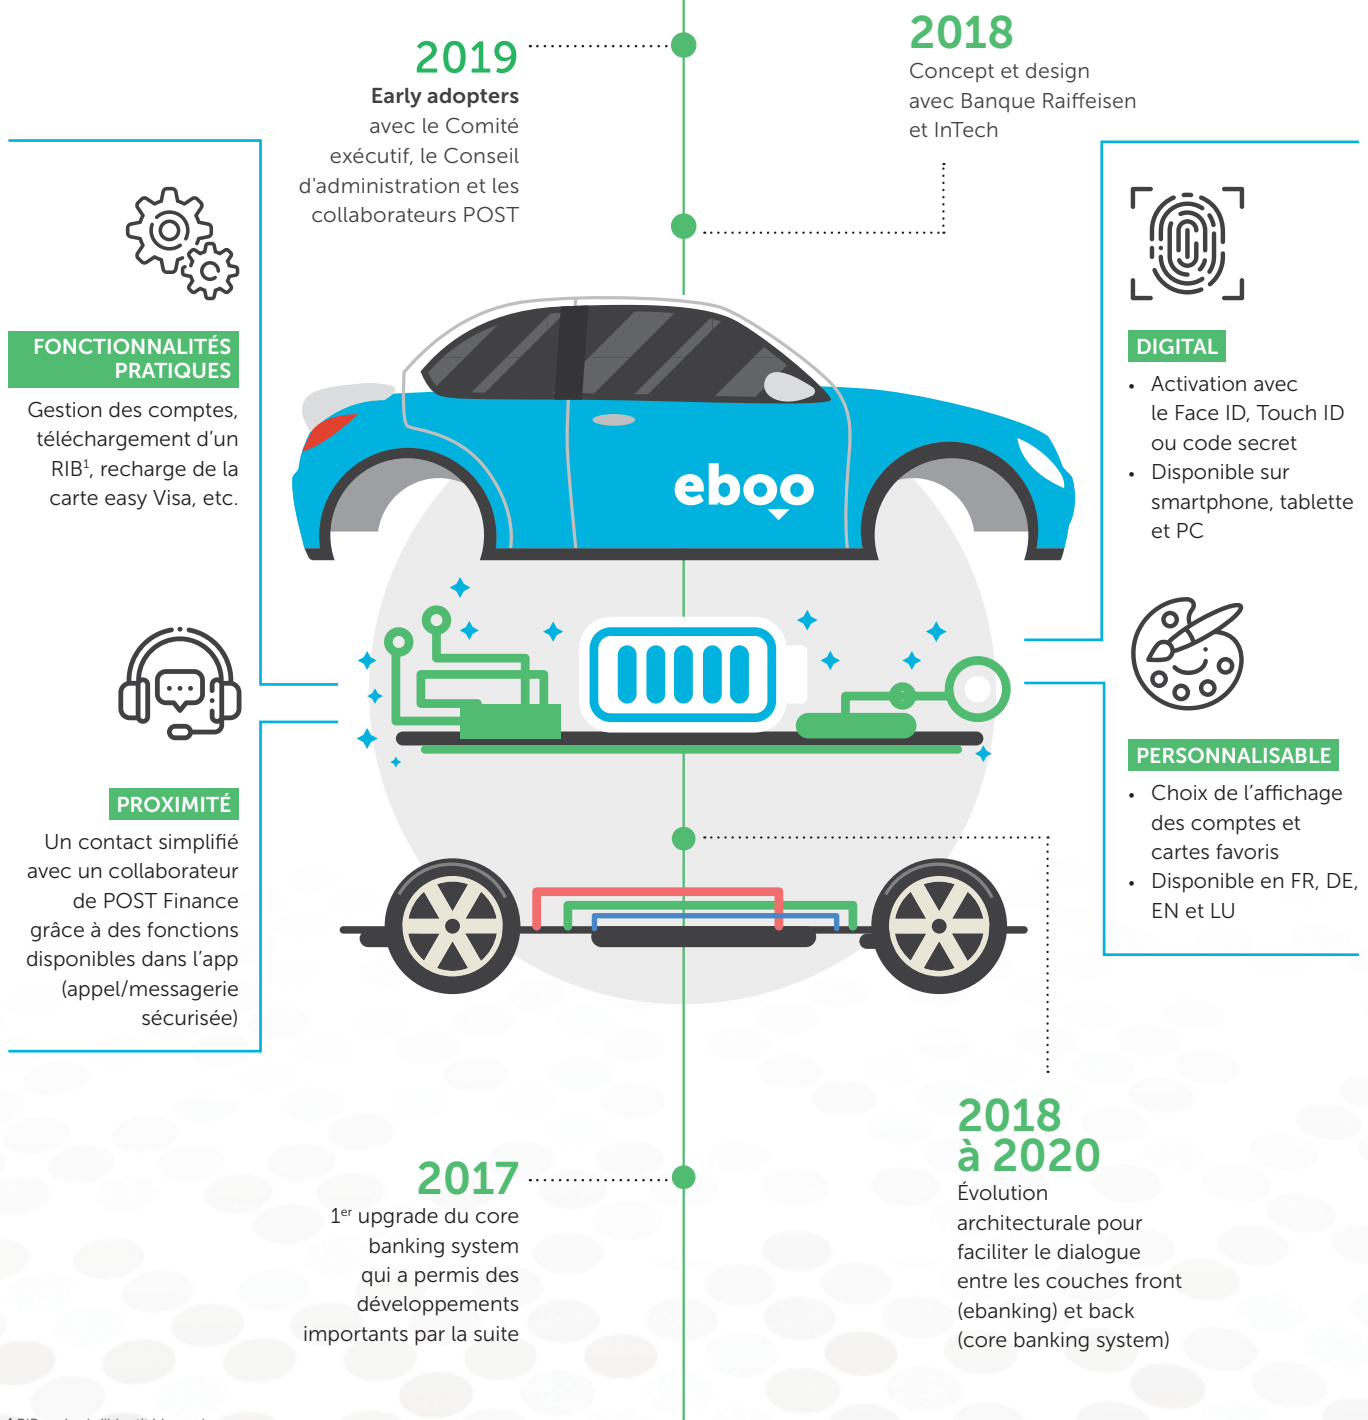 2019
Early adopters
avec le Comité
exécutif, le Conseil
d'administration et les
collaborateurs POST
2018
Concept et design
avec Banque Raiffeisen
et InTech
FONCTIONNALITÉS
PRATIQUES
Gestion des comptes,
téléchargement d’un
RIB¹, recharge de la
carte easy Visa, etc.
PROXIMITÉ
Un contact simplifié
avec un collaborateur
de POST Finance
grâce à des fonctions
disponibles dans l’app
(appel/messagerie
sécurisée)
eboo
DIGITAL
• Activation avec
le Face ID, Touch ID
ou code secret
• Disponible sur
smartphone, tablette
et PC
PERSONNALISABLE
• Choix de l’affichage
des comptes et
cartes favoris
• Disponible en FR, DE,
EN et LU
2017
1er upgrade du core
banking system
qui a permis des
développements
importants par la suite
2018
à 2020
Évolution
architecturale pour
faciliter le dialogue
entre les couches front
(ebanking) et back
(core banking system)